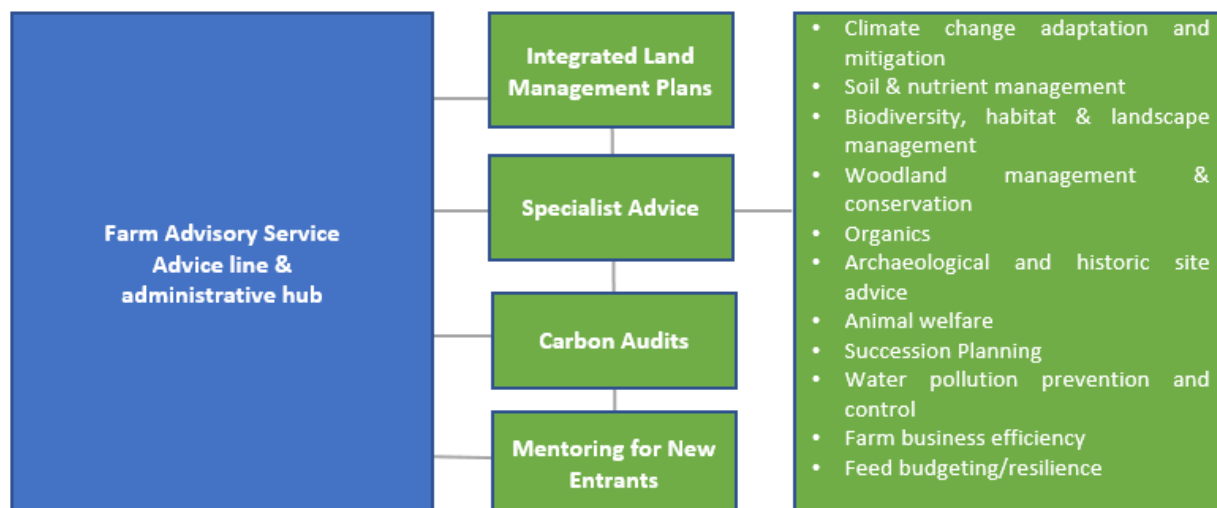 Farm Advisory Service
Advice line &
administrative hub
Integrated Land
Management Plans
Specialist Advice
Carbon Audits
Mentoring for New
Entrants
• Climate change adaptation and
mitigation
• Soil & nutrient management
• Biodiversity, habitat & landscape
management
• Woodland management &
conservation
• Organics
• Archaeological and historic site
advice
• Animal welfare
• Succession Planning
• Water pollution prevention and
control
• Farm business efficiency
• Feed budgeting/resilience